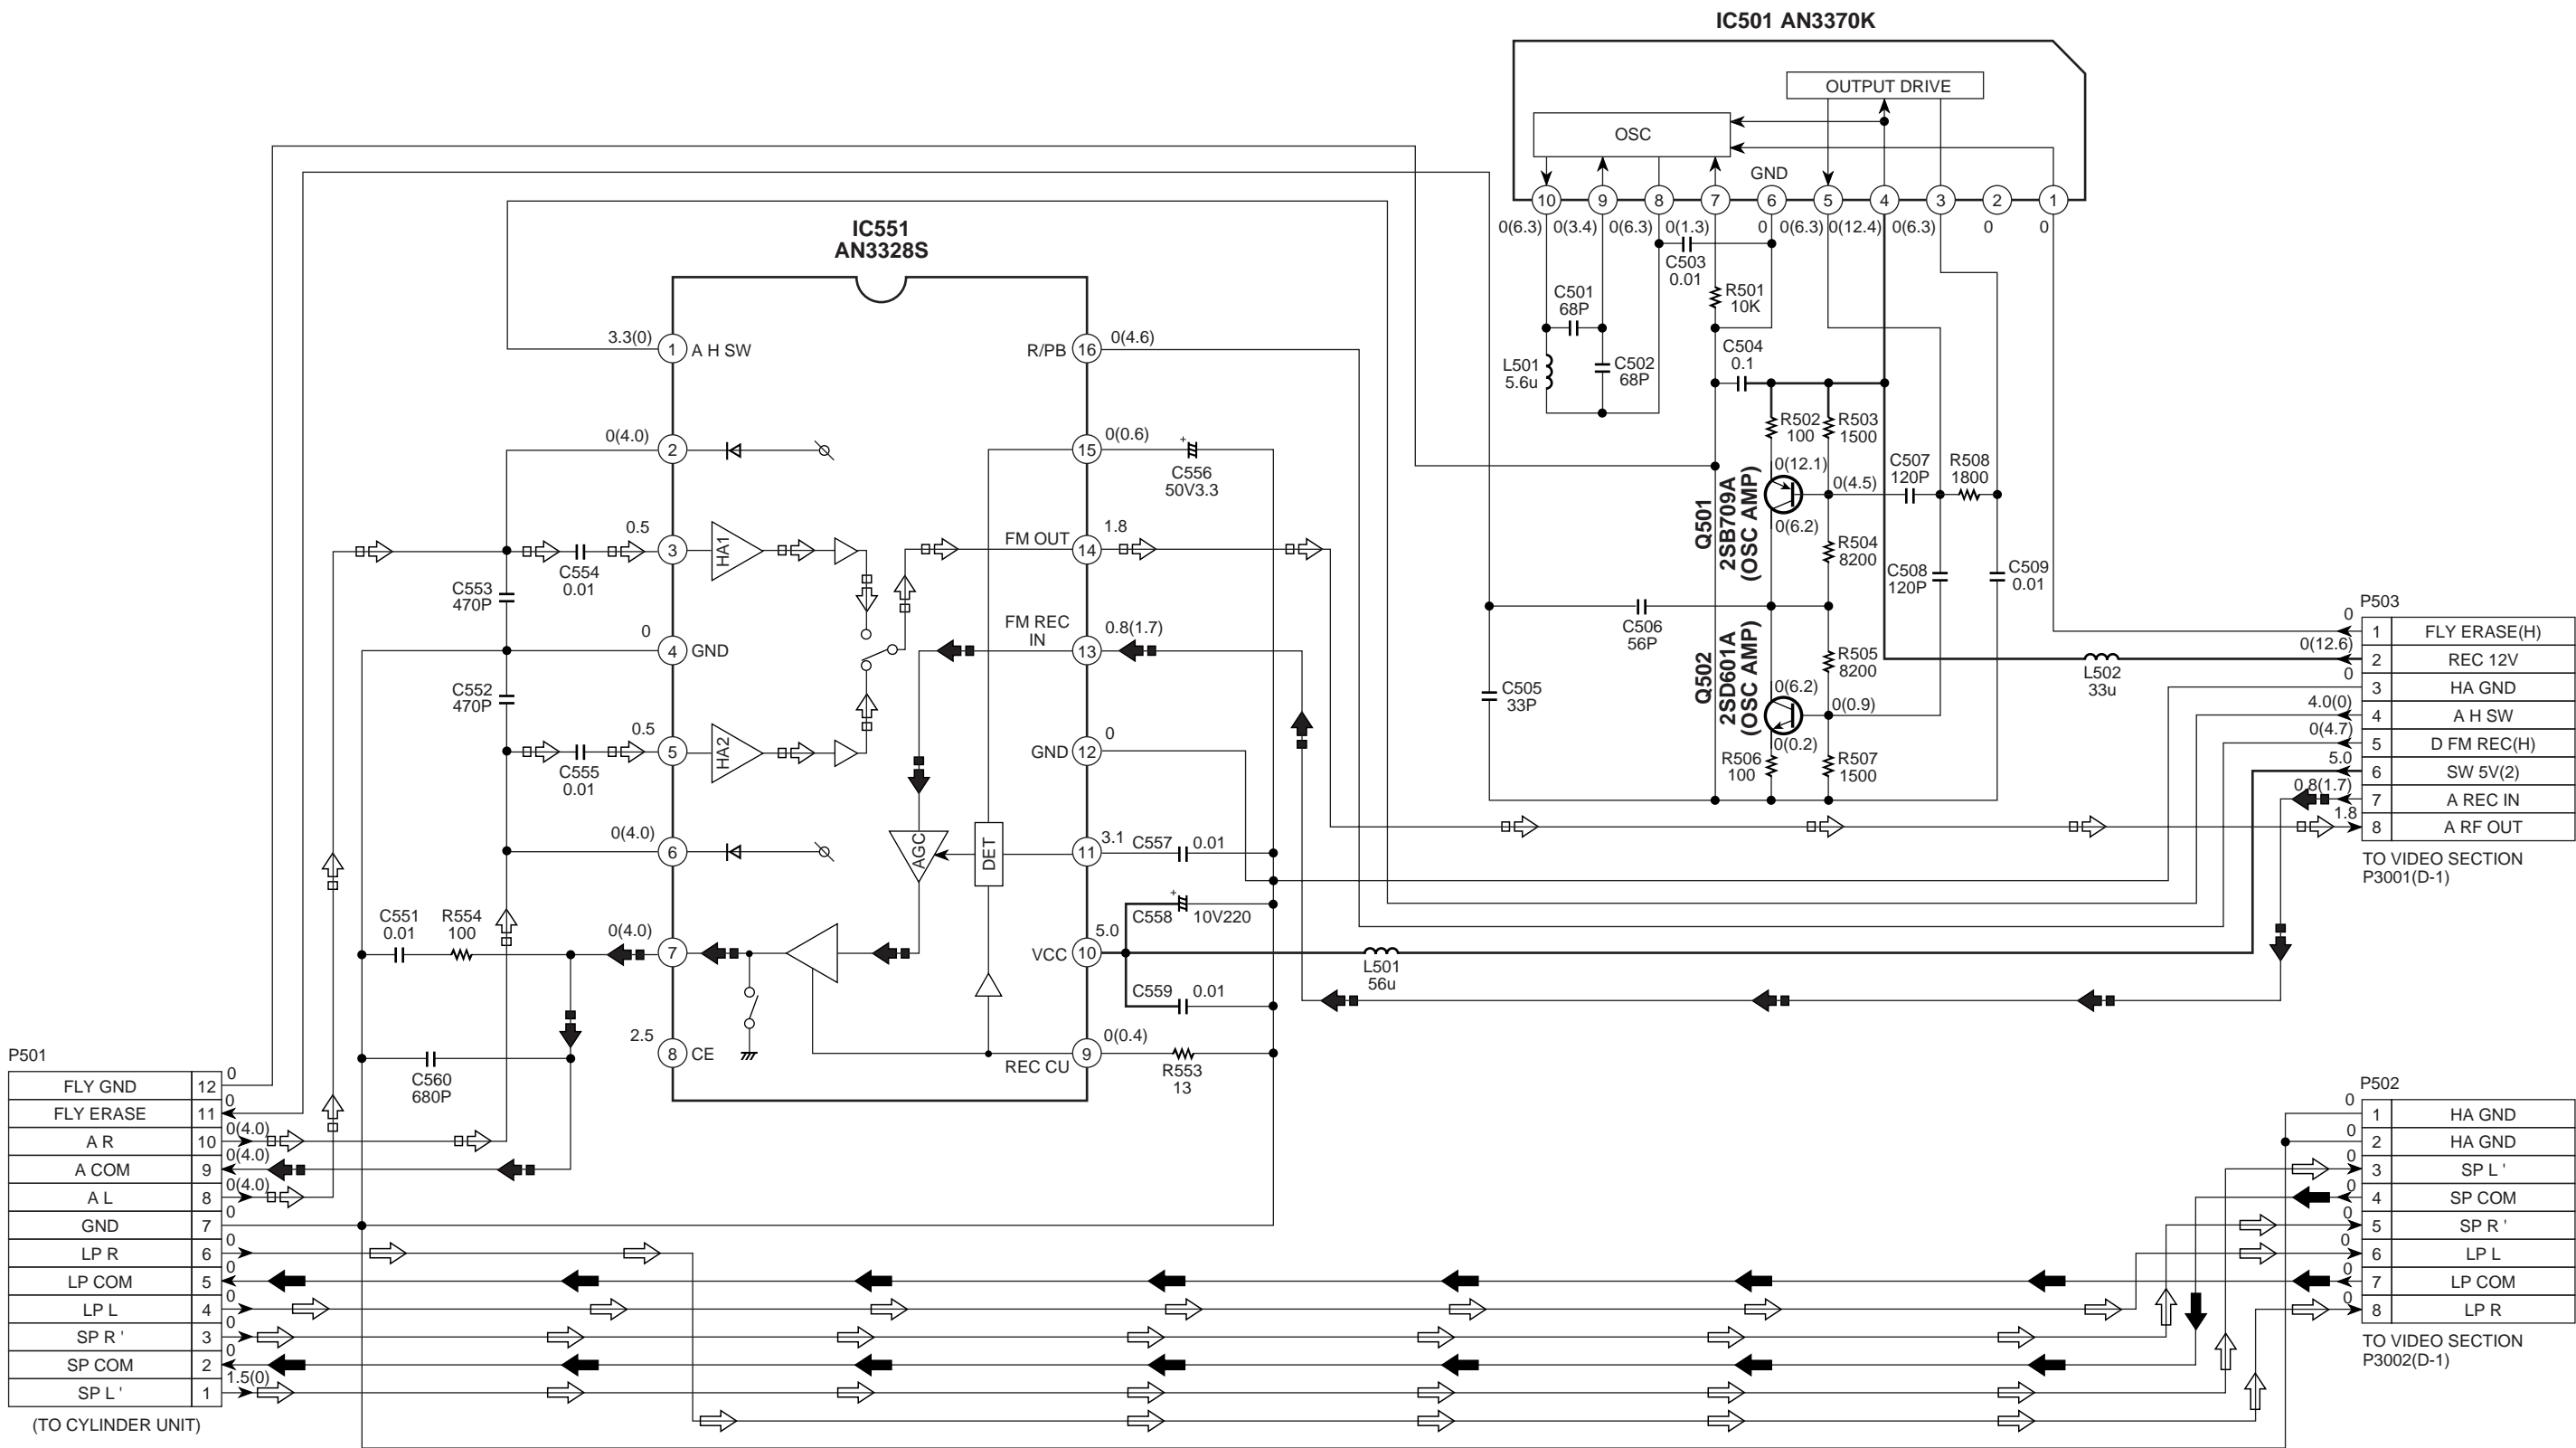 IC501 AN3370K
OUTPUT DRIVE
OSC
GND
10 9 8 7 6 5 4 3 2 1
0(6.3) 0(3.4) 0(6.3) 0(1.3) 0 0(6.3) 0(12.4) 0(6.3) 0 0
C503
0.01
R501
10K
C501
68P
L501
5.6u
C502
68P
C504
0.1
R502
100
R503
1500
0(12.1)
Q501
2SB709A
(OSC AMP)
0(4.5)
0(6.2)
C507
120P
R508
1800
R504
8200
C508
120P
C509
0.01
C506
56P
C505
33P
Q502
2SD601A
(OSC AMP)
0(6.2)
R505
8200
0(0.9)
0(0.2)
R506
100
R507
1500
L502
33u
IC551
AN3328S
3.3(0)
1 A H SW
R/PB 16
0(4.6)
0(4.0)
2
15
0(0.6)
+
C556
50V3.3
0.5
3
HA1
FM OUT
14
1.8
C554
0.01
C553
470P
0
4 GND
FM REC
IN
13
0.8(1.7)
C552
470P
0.5
5
HA2
GND 12
0
C555
0.01
0(4.0)
6
AGC
DET
11
3.1
C557 0.01
+
C558 10V220
C551
0.01
R554
100
0(4.0)
7
VCC 10
5.0
L501
56u
C559 0.01
2.5
8 CE
REC CU
9
0(0.4)
R553
13
C560
680P
P503
0
1 FLY ERASE(H)
0(12.6)
2 REC 12V
0
3 HA GND
4.0(0)
4 A H SW
0(4.7)
5 D FM REC(H)
5.0
6 SW 5V(2)
0.8(1.7)
7 A REC IN
1.8
8 A RF OUT
TO VIDEO SECTION
P3001(D-1)
P501
FLY GND 12 0
FLY ERASE 11 0
A R 10 0(4.0)
A COM 9 0(4.0)
A L 8 0(4.0)
GND 7 0
LP R 6 0
LP COM 5 0
LP L 4 0
SP R ' 3 0
SP COM 2 0
SP L ' 1 1.5(0)
(TO CYLINDER UNIT)
P502
0 1 HA GND
0 2 HA GND
0 3 SP L '
0 4 SP COM
0 5 SP R '
0 6 LP L
0 7 LP COM
0 8 LP R
TO VIDEO SECTION
P3002(D-1)